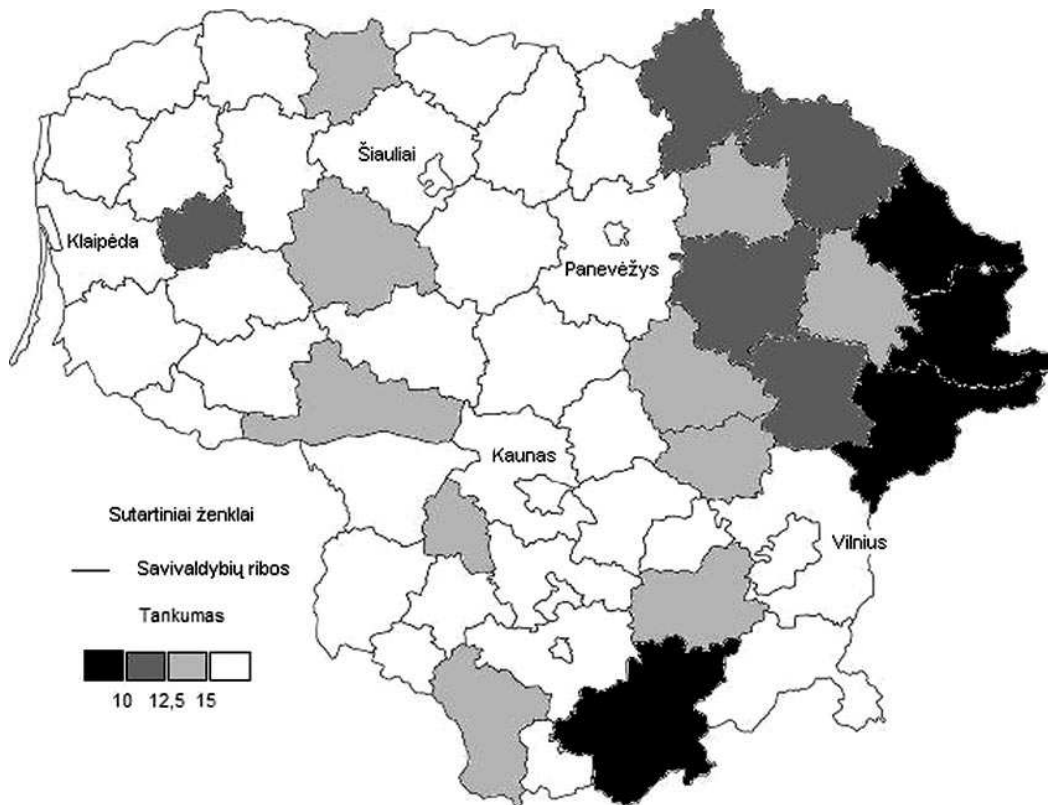 Šiauliai
Klaipėda
Panevėžys
Kaunas
Vilnius
Sutartiniai ženklai
Savivaldybių ribos
Tankumas
10 12,5 15